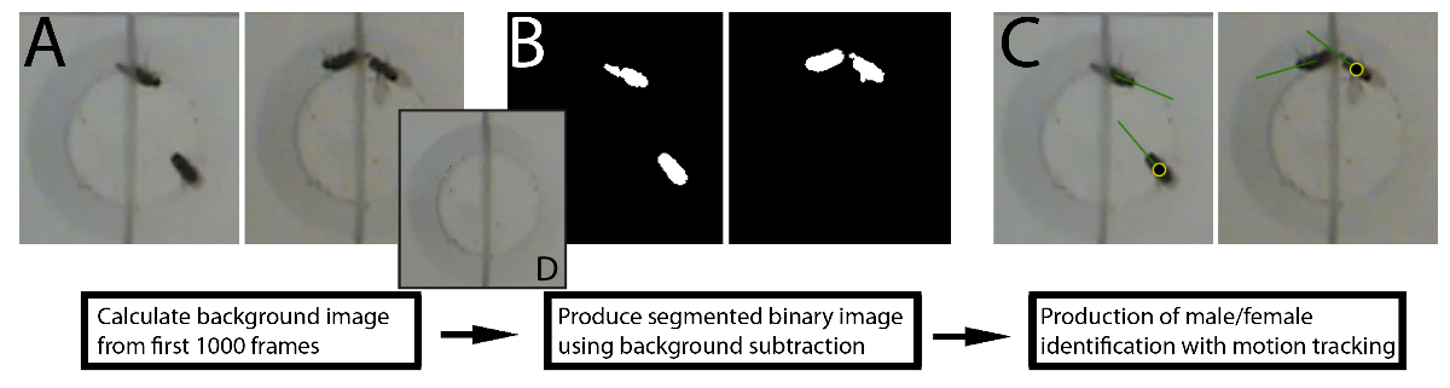 A
B
C
D
Calculate background image
from first 1000 frames
Produce segmented binary image
using background subtraction
Production of male/female
identification with motion tracking